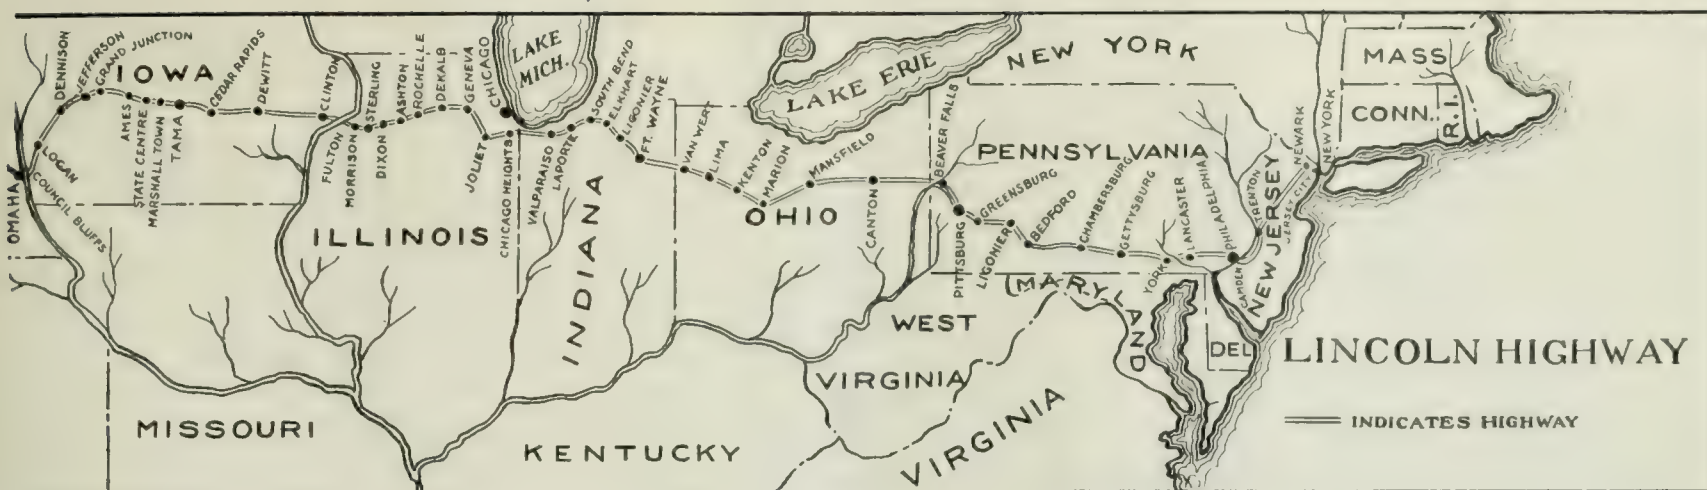 LAKE
MICH.
LAKE ERIE
NEW YORK
MASS
CONN.
R. I.
IOWA
DENNISON
JEFFERSON
GRAND JUNCTION
CEDAR RAPIDS
DEWITT
CLINTON
STERLING
ASHTON
ROCHELLE
DEKALB
GENEVA
CHICAGO
SOUTH BEND
ELKHART
LIGONIER
FT. WAYNE
VAN WERT
LIMA
KENTON
MARION
MANSFIELD
BEAVER FALLS
PENNSYLVANIA
GREENSBURG
BEDFORD
CHAMBERSBURG
GETTYSBURG
LANCASTER
PHILADELPHIA
TRENTON
JERSEY CITY
NEWARK
NEW YORK
OMAHA
LOGAN
COUNCIL BLUFFS
AMES
STATE CENTRE
MARSHALL TOWN
TAMA
FULTON
MORRISON
DIXON
JOLIET
CHICAGO HEIGHTS
VALPARAISO
LAPORTE
OHIO
CANTON
PITTSBURG
LIGONIER
YORK
CAMDEN
NEW JERSEY
ILLINOIS
INDIANA
MARYLAND
WEST
VIRGINIA
DEL
LINCOLN HIGHWAY
INDICATES HIGHWAY
MISSOURI
KENTUCKY
VIRGINIA